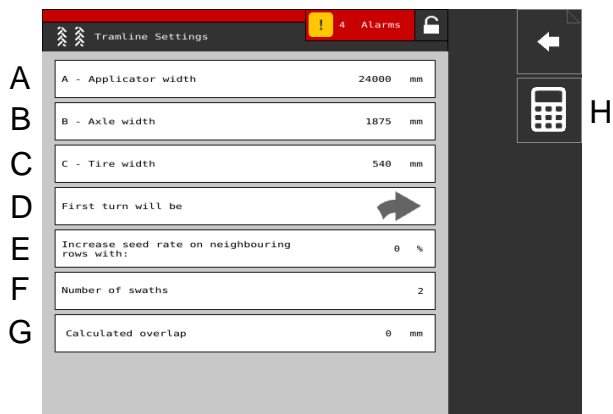 ! 4 Alarms
Tramline Settings
A A - Applicator width 24000 mm
B B - Axle width 1875 mm
C C - Tire width 540 mm
D First turn will be
E Increase seed rate on neighbouring
rows with: 0 %
F Number of swaths 2
G Calculated overlap 0 mm
H